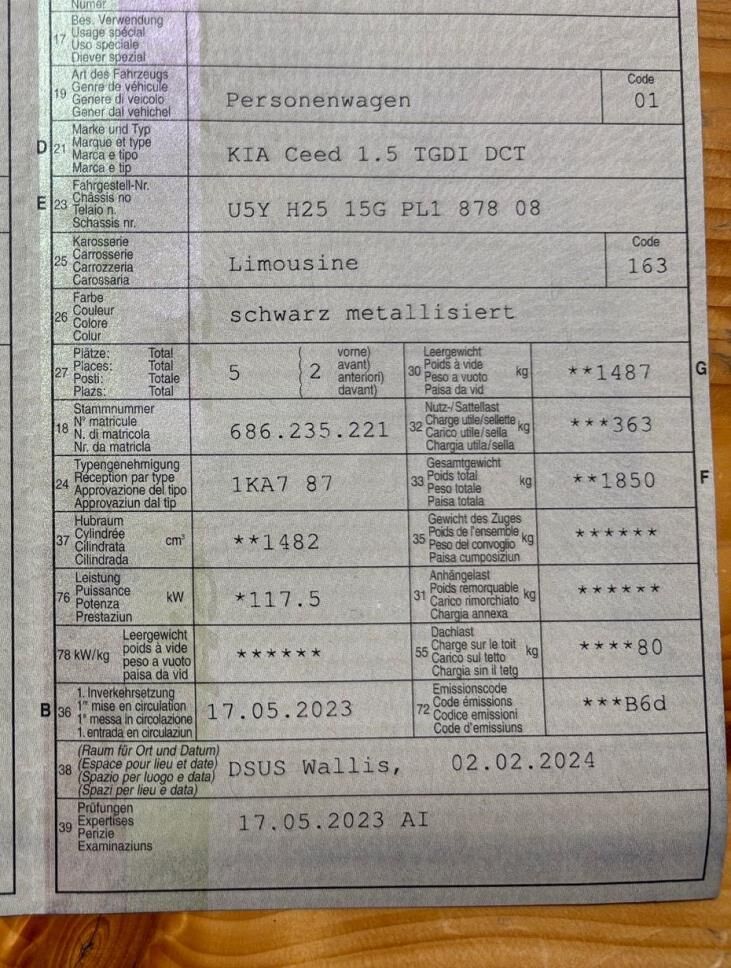 Numer
17 Bes. Verwendung
Usage spécial
Uso speciale
Diever spezial
19 Art des Fahrzeugs
Genre de véhicule
Genere di veicolo
Gener dal vehichel
Personenwagen
Code
01
D 21 Marke und Typ
Marque et type
Marca e tipo
Marca e tip
KIA Ceed 1.5 TGDI DCT
E 23 Fahrgestell-Nr.
Châssis no
Telaio n.
Schassis nr.
U5Y H25 15G PL1 878 08
25 Karosserie
Carrosserie
Carrozzeria
Carossaria
Limousine
Code
163
26 Farbe
Couleur
Colore
Colur
schwarz metallisiert
27 Plätze: Total
Places: Total
Posti: Totale
Plazs: Total
5 ( 2 vorne)
avant)
anteriori)
davant)
30 Leergewicht
Poids à vide
Peso a vuoto
Paisa da vid
kg
**1487
G
18 Stammnummer
N° matricule
N. di matricola
Nr. da matricla
686.235.221
32 Nutz-/Sattellast
Charge utile/sellette
Carico utile/sella
Chargia utila/sella
kg
***363
24 Typengenehmigung
Réception par type
Approvazione del tipo
Approvaziun dal tip
1KA7 87
33 Gesamtgewicht
Poids total
Peso totale
Paisa totala
kg
**1850
F
37 Hubraum
Cylindrée
Cilindrata
Cilindrada
cm³
**1482
35 Gewicht des Zuges
Poids de l'ensemble
Peso del convoglio
Paisa cumposiziun
kg
******
76 Leistung
Puissance
Potenza
Prestaziun
kW
*117.5
31 Anhängelast
Poids remorquable
Carico rimorchiato
Chargia annexa
kg
******
78 kW/kg Leergewicht
poids à vide
peso a vuoto
paisa da vid
******
55 Dachlast
Charge sur le toit
Carico sul tetto
Chargia sin il tetg
kg
****80
B 36 1. Inverkehrsetzung
1re mise en circulation
1a messa in circolazione
1. entrada en circulaziun
17.05.2023
72 Emissionscode
Code émissions
Codice emissioni
Code d'emissiuns
***B6d
38 (Raum für Ort und Datum)
(Espace pour lieu et date)
(Spazio per luogo e data)
(Spazi per lieu e data)
DSUS Wallis, 02.02.2024
39 Prüfungen
Expertises
Perizie
Examinaziuns
17.05.2023 AI